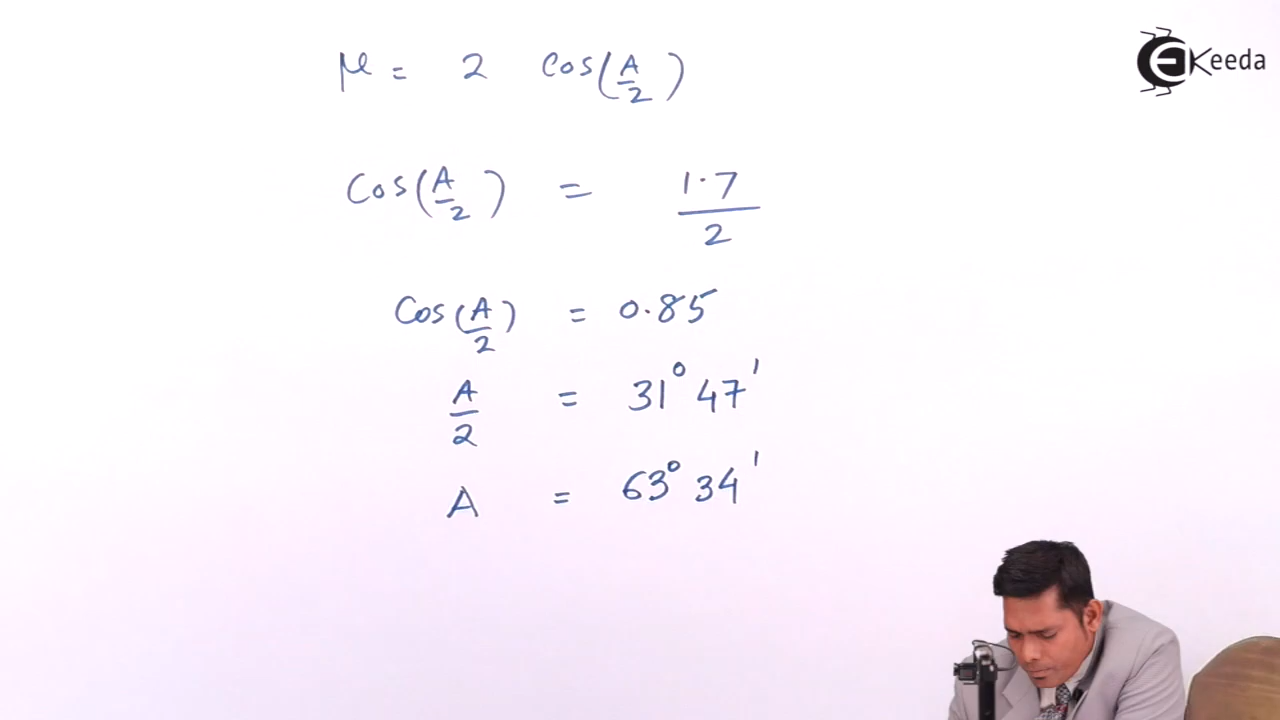 μ = 2 cos(A/2)
EKeeda
Cos(A/2) = 1.7/2
Cos(A/2) = 0.85
A/2 = 31° 47'
A = 63° 34'